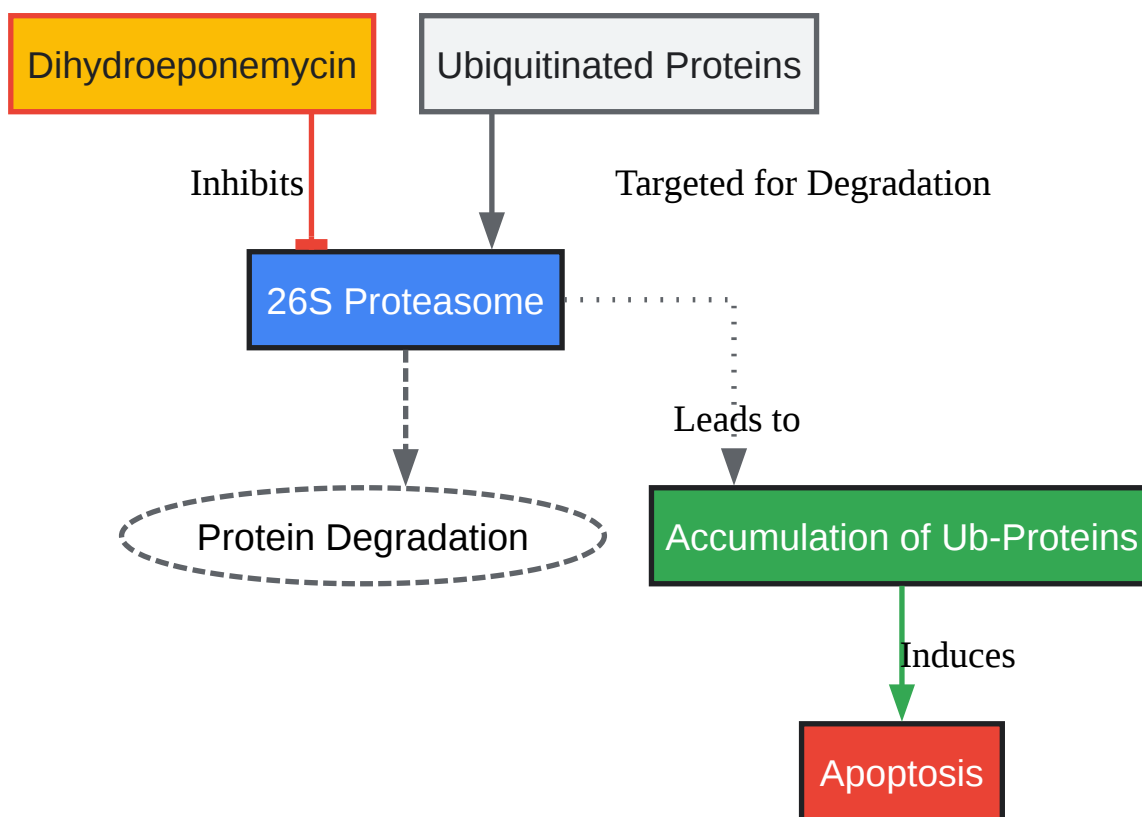 Dihydroeponemycin
Ubiquitinated Proteins
Inhibits
Targeted for Degradation
26S Proteasome
Leads to
Protein Degradation
Accumulation of Ub-Proteins
Induces
Apoptosis